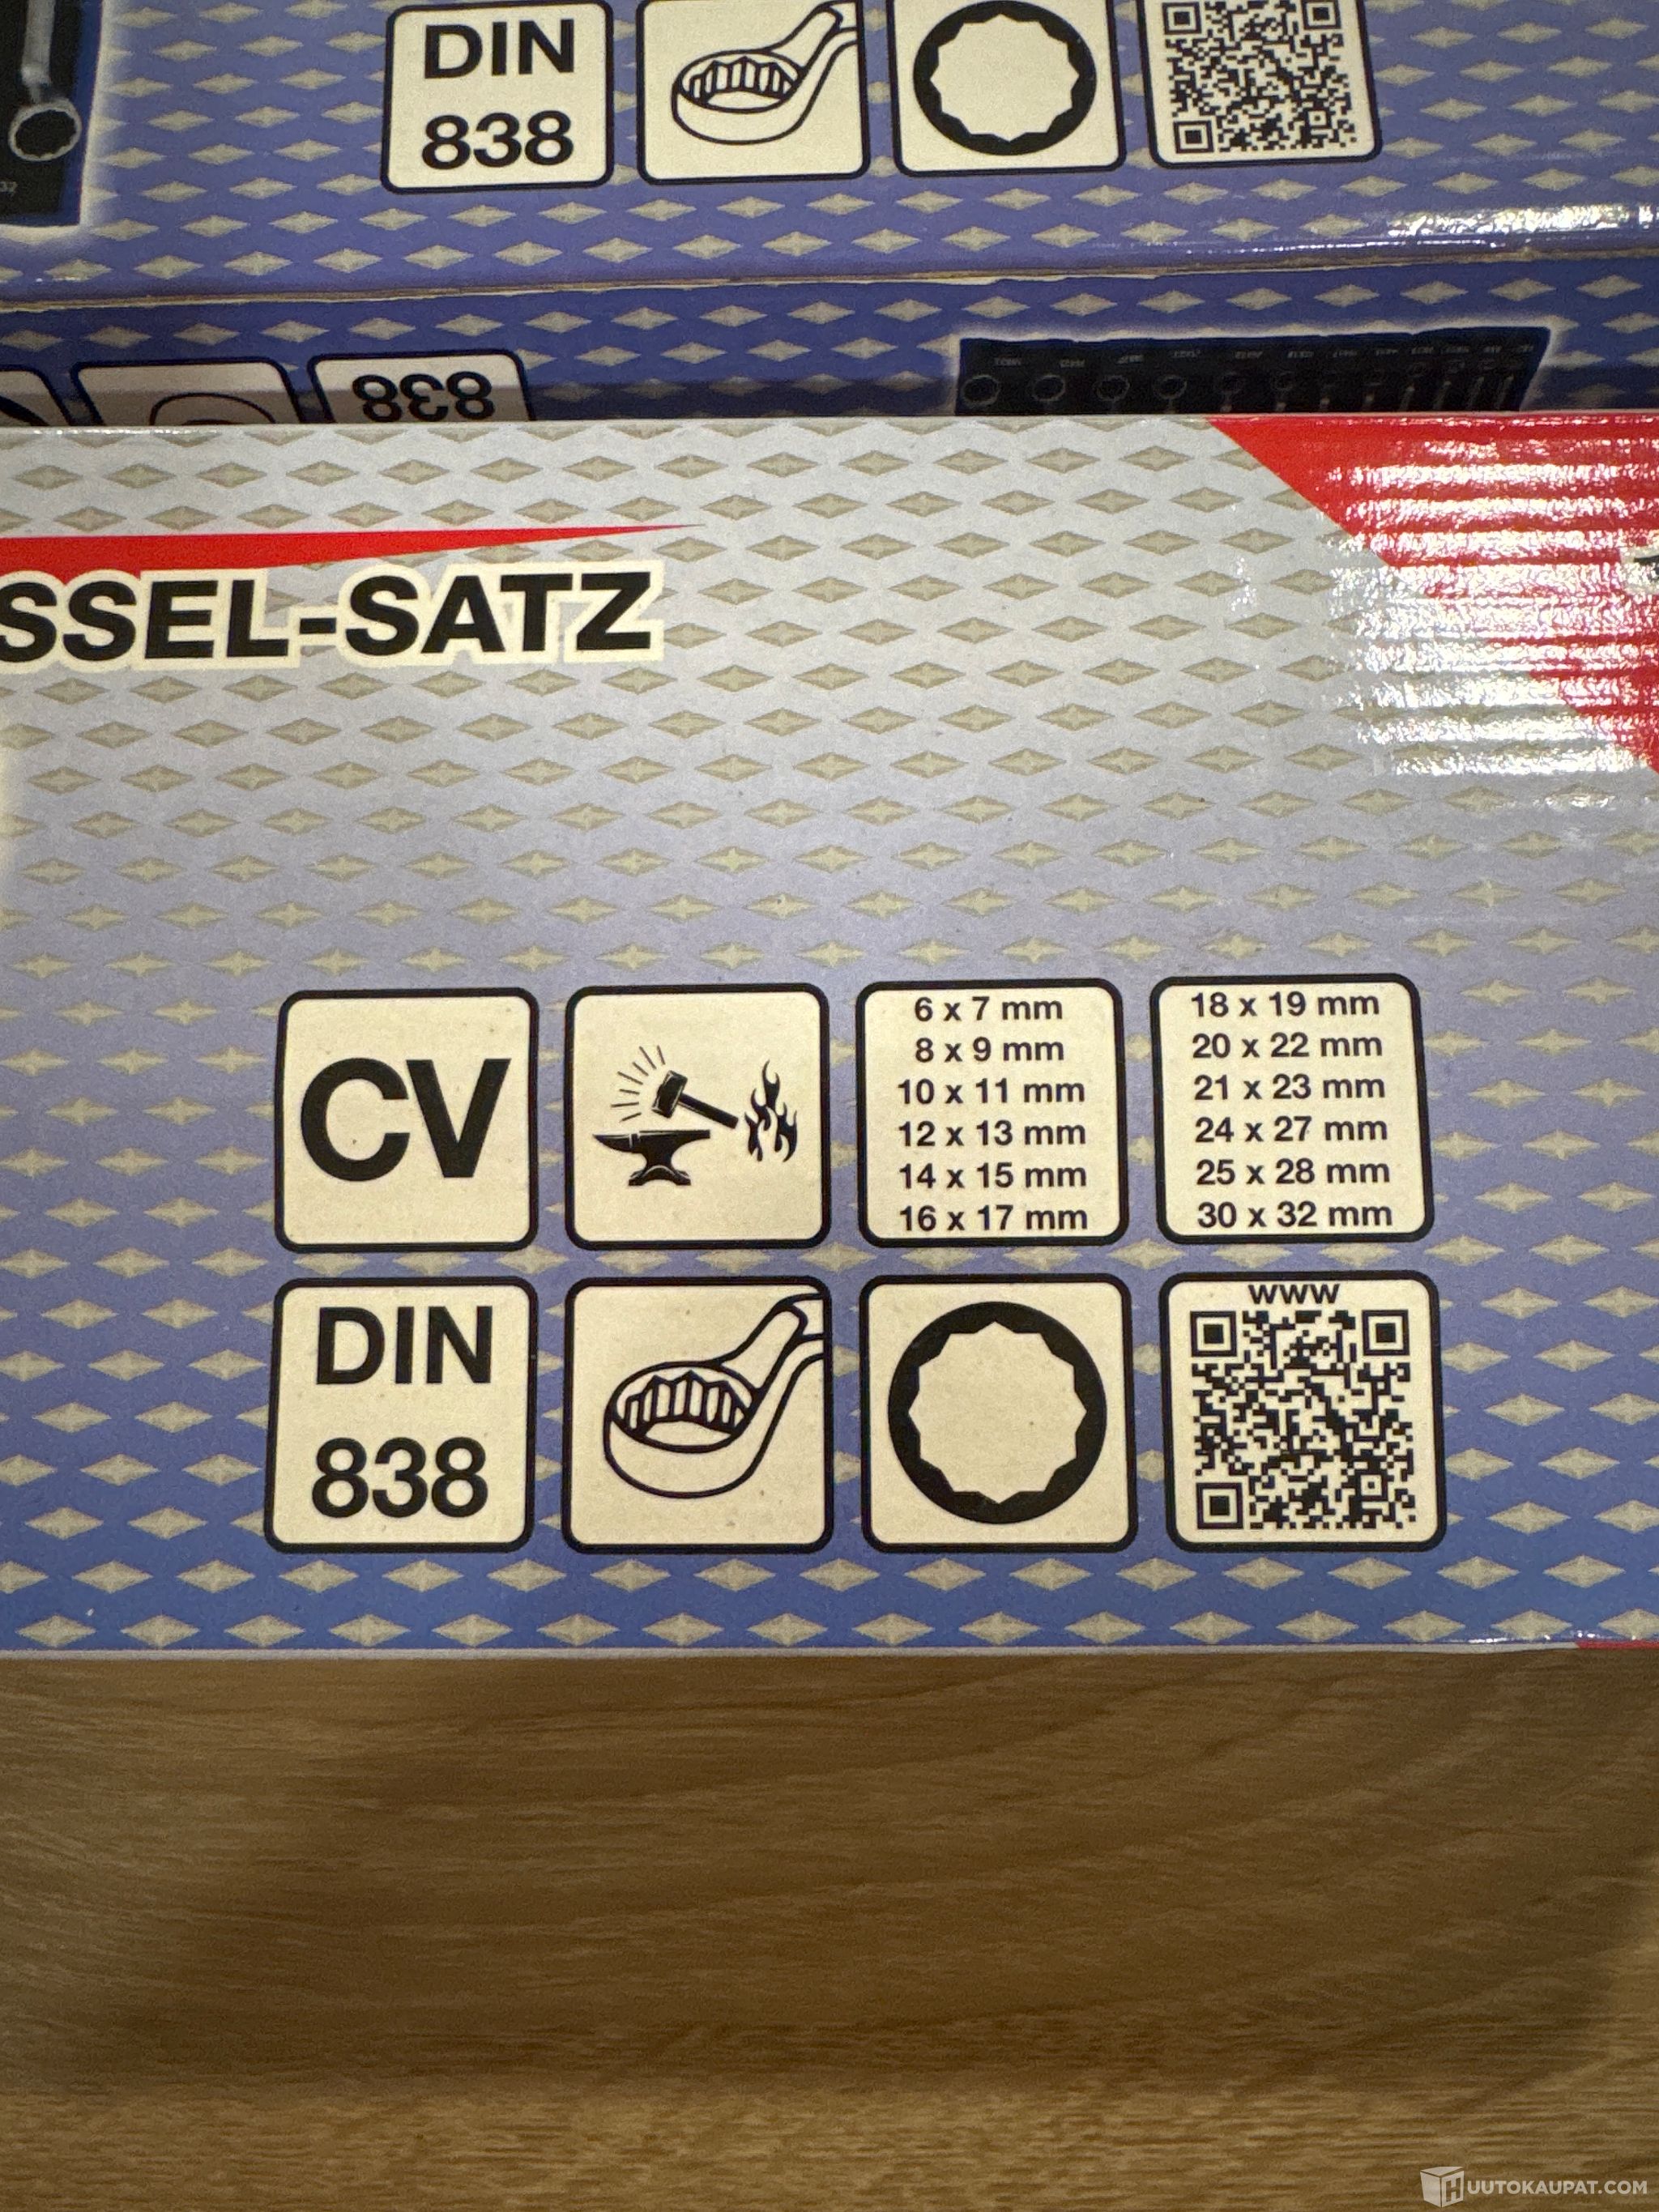 DIN
838
838
SSEL-SATZ
CV
6 x 7 mm
8 x 9 mm
10 x 11 mm
12 x 13 mm
14 x 15 mm
16 x 17 mm
18 x 19 mm
20 x 22 mm
21 x 23 mm
24 x 27 mm
25 x 28 mm
30 x 32 mm
DIN
838
www
HUUTOKAUPAT.COM